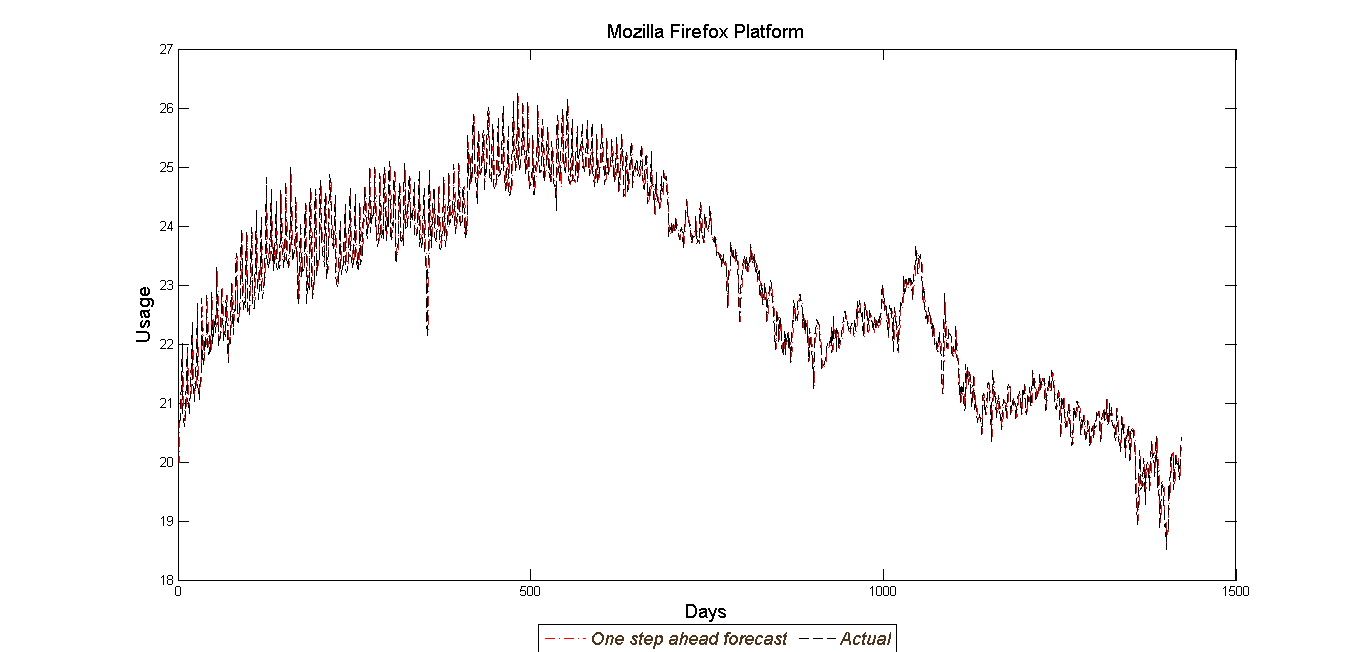 Mozilla Firefox Platform
27
26
25
24
23
22
21
20
19
18
Usage
0
500
1000
1500
Days
One step ahead forecast
Actual